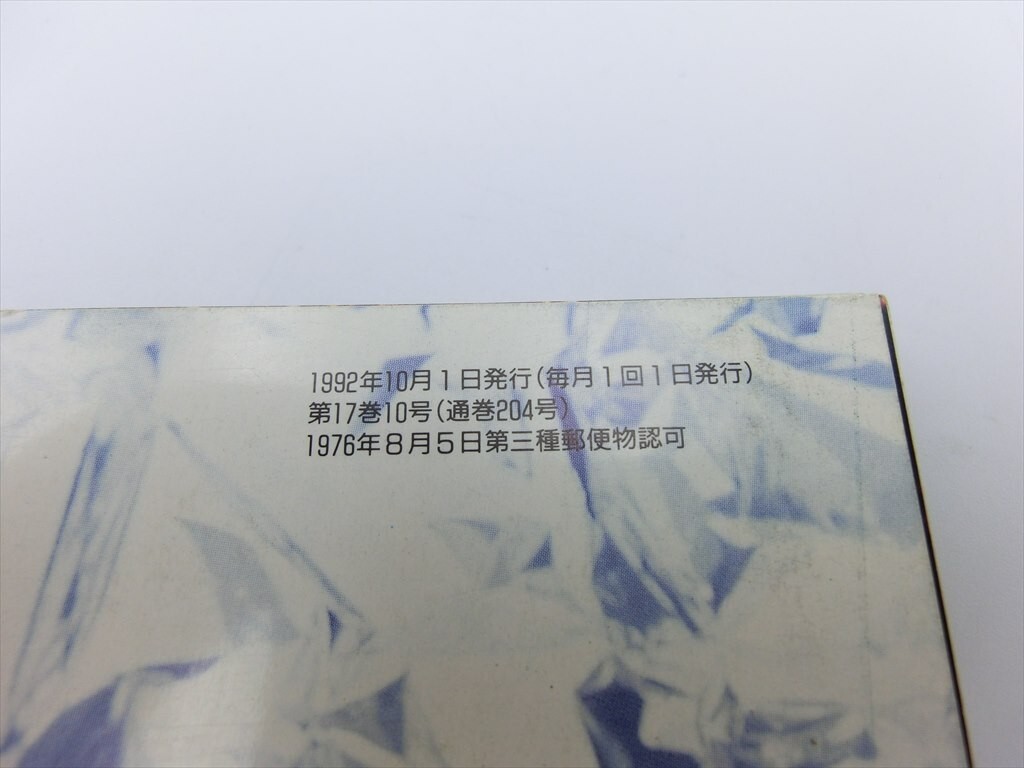 1992年10月1日発行(毎月1回1日発行)
第17巻10号(通巻204号)
1976年8月5日第三種郵便物認可